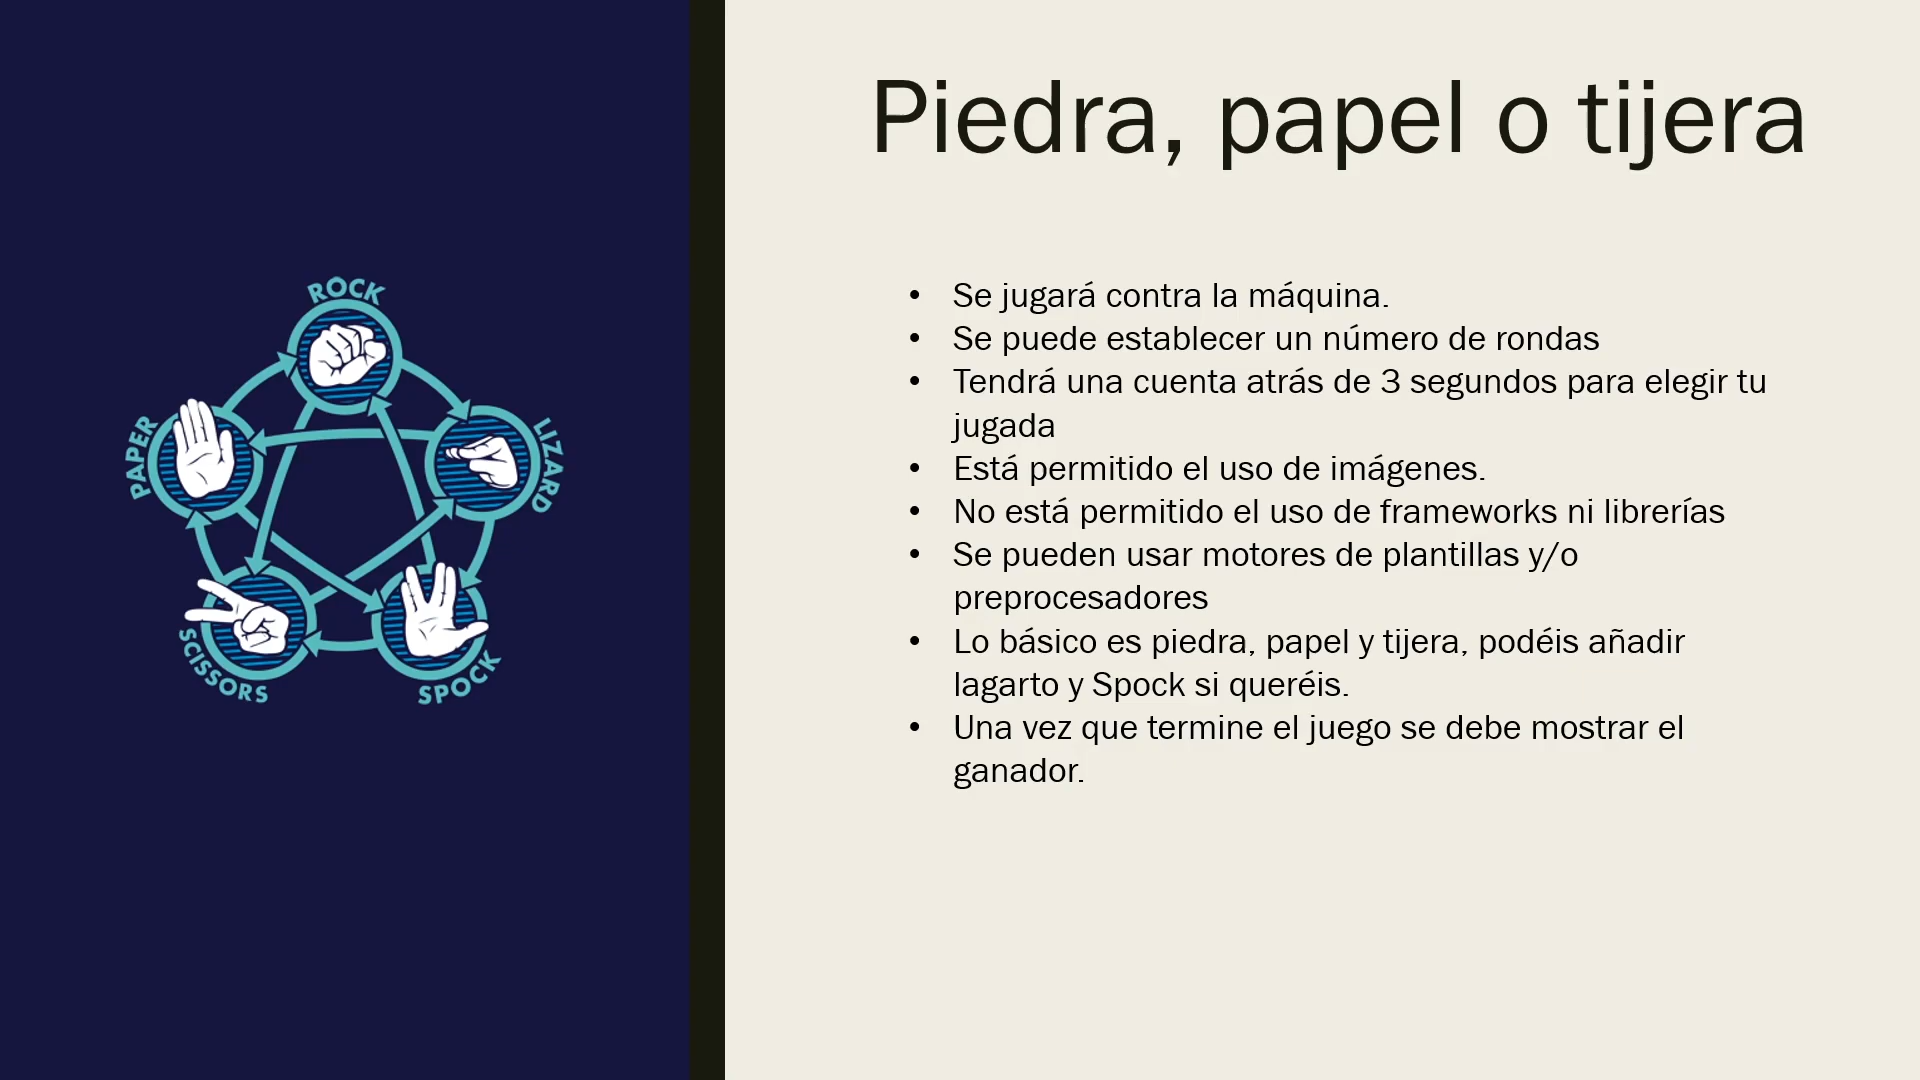 Piedra, papel o tijera
ROCK
PAPER
LIZARD
SCISSORS
SPOCK
• Se jugará contra la máquina.
• Se puede establecer un número de rondas
• Tendrá una cuenta atrás de 3 segundos para elegir tu
jugada
• Está permitido el uso de imágenes.
• No está permitido el uso de frameworks ni librerías
• Se pueden usar motores de plantillas y/o
preprocesadores
• Lo básico es piedra, papel y tijera, podéis añadir
lagarto y Spock si queréis.
• Una vez que termine el juego se debe mostrar el
ganador.